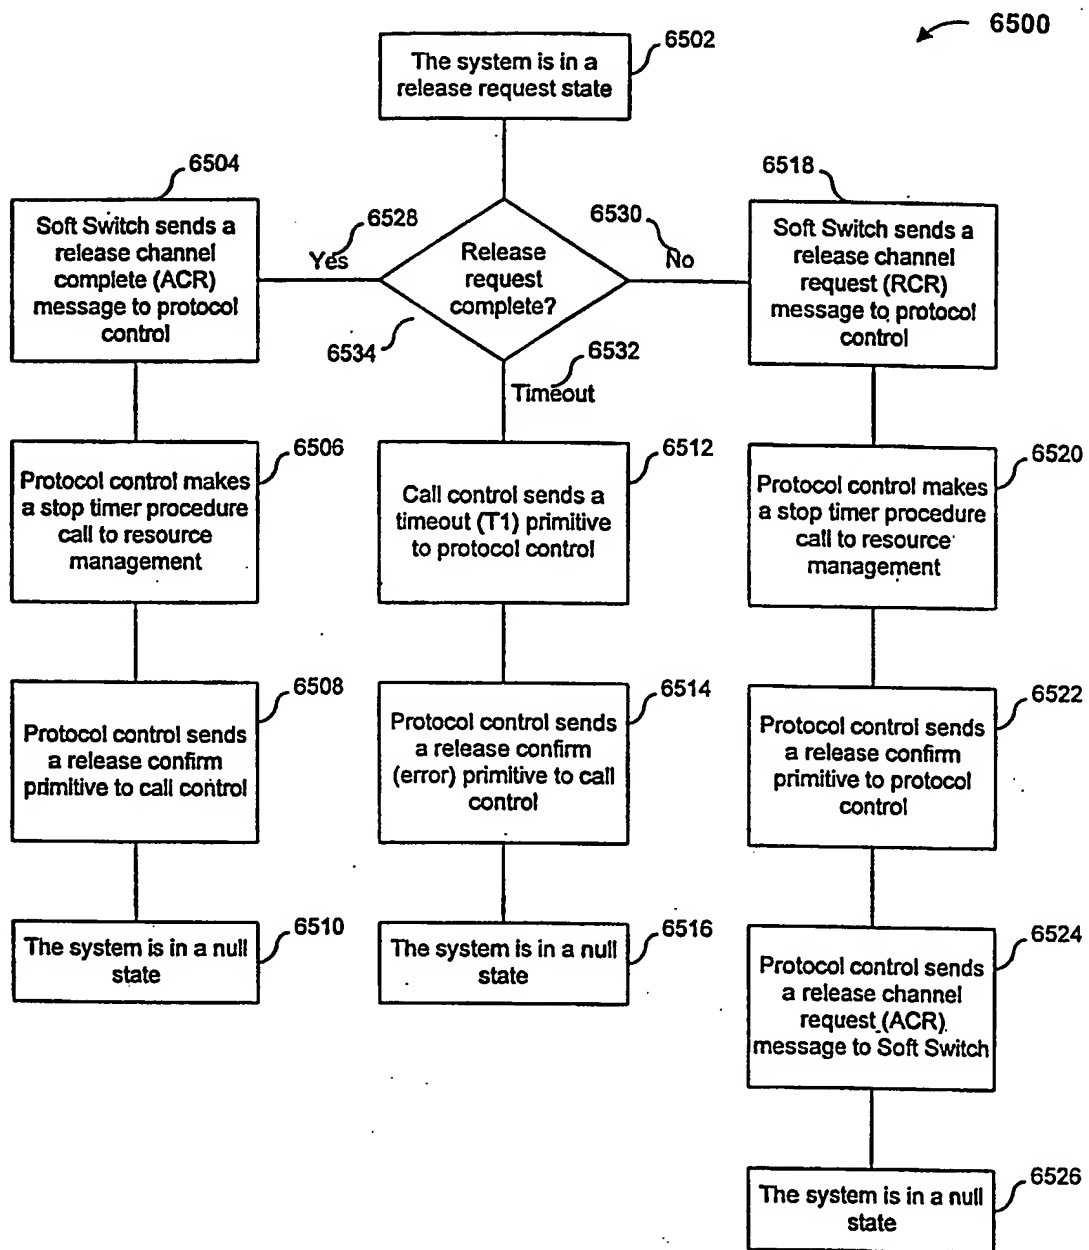 6500
6502
The system is in a
release request state
6504
Soft Switch sends a
release channel
complete (ACR)
message to protocol
control
6528
Yes
Release
request
complete?
6534
6530
No
6532
Timeout
6518
Soft Switch sends a
release channel
request (RCR)
message to protocol
control
6506
Protocol control makes
a stop timer procedure
call to resource
management
6512
Call control sends a
timeout (T1) primitive
to protocol control
6520
Protocol control makes
a stop timer procedure
call to resource
management
6508
Protocol control sends
a release confirm
primitive to call control
6514
Protocol control sends
a release confirm
(error) primitive to call
control
6522
Protocol control sends
a release confirm
primitive to protocol
control
6510
The system is in a null
state
6516
The system is in a null
state
6524
Protocol control sends
a release channel
request (ACR)
message to Soft Switch
6526
The system is in a null
state